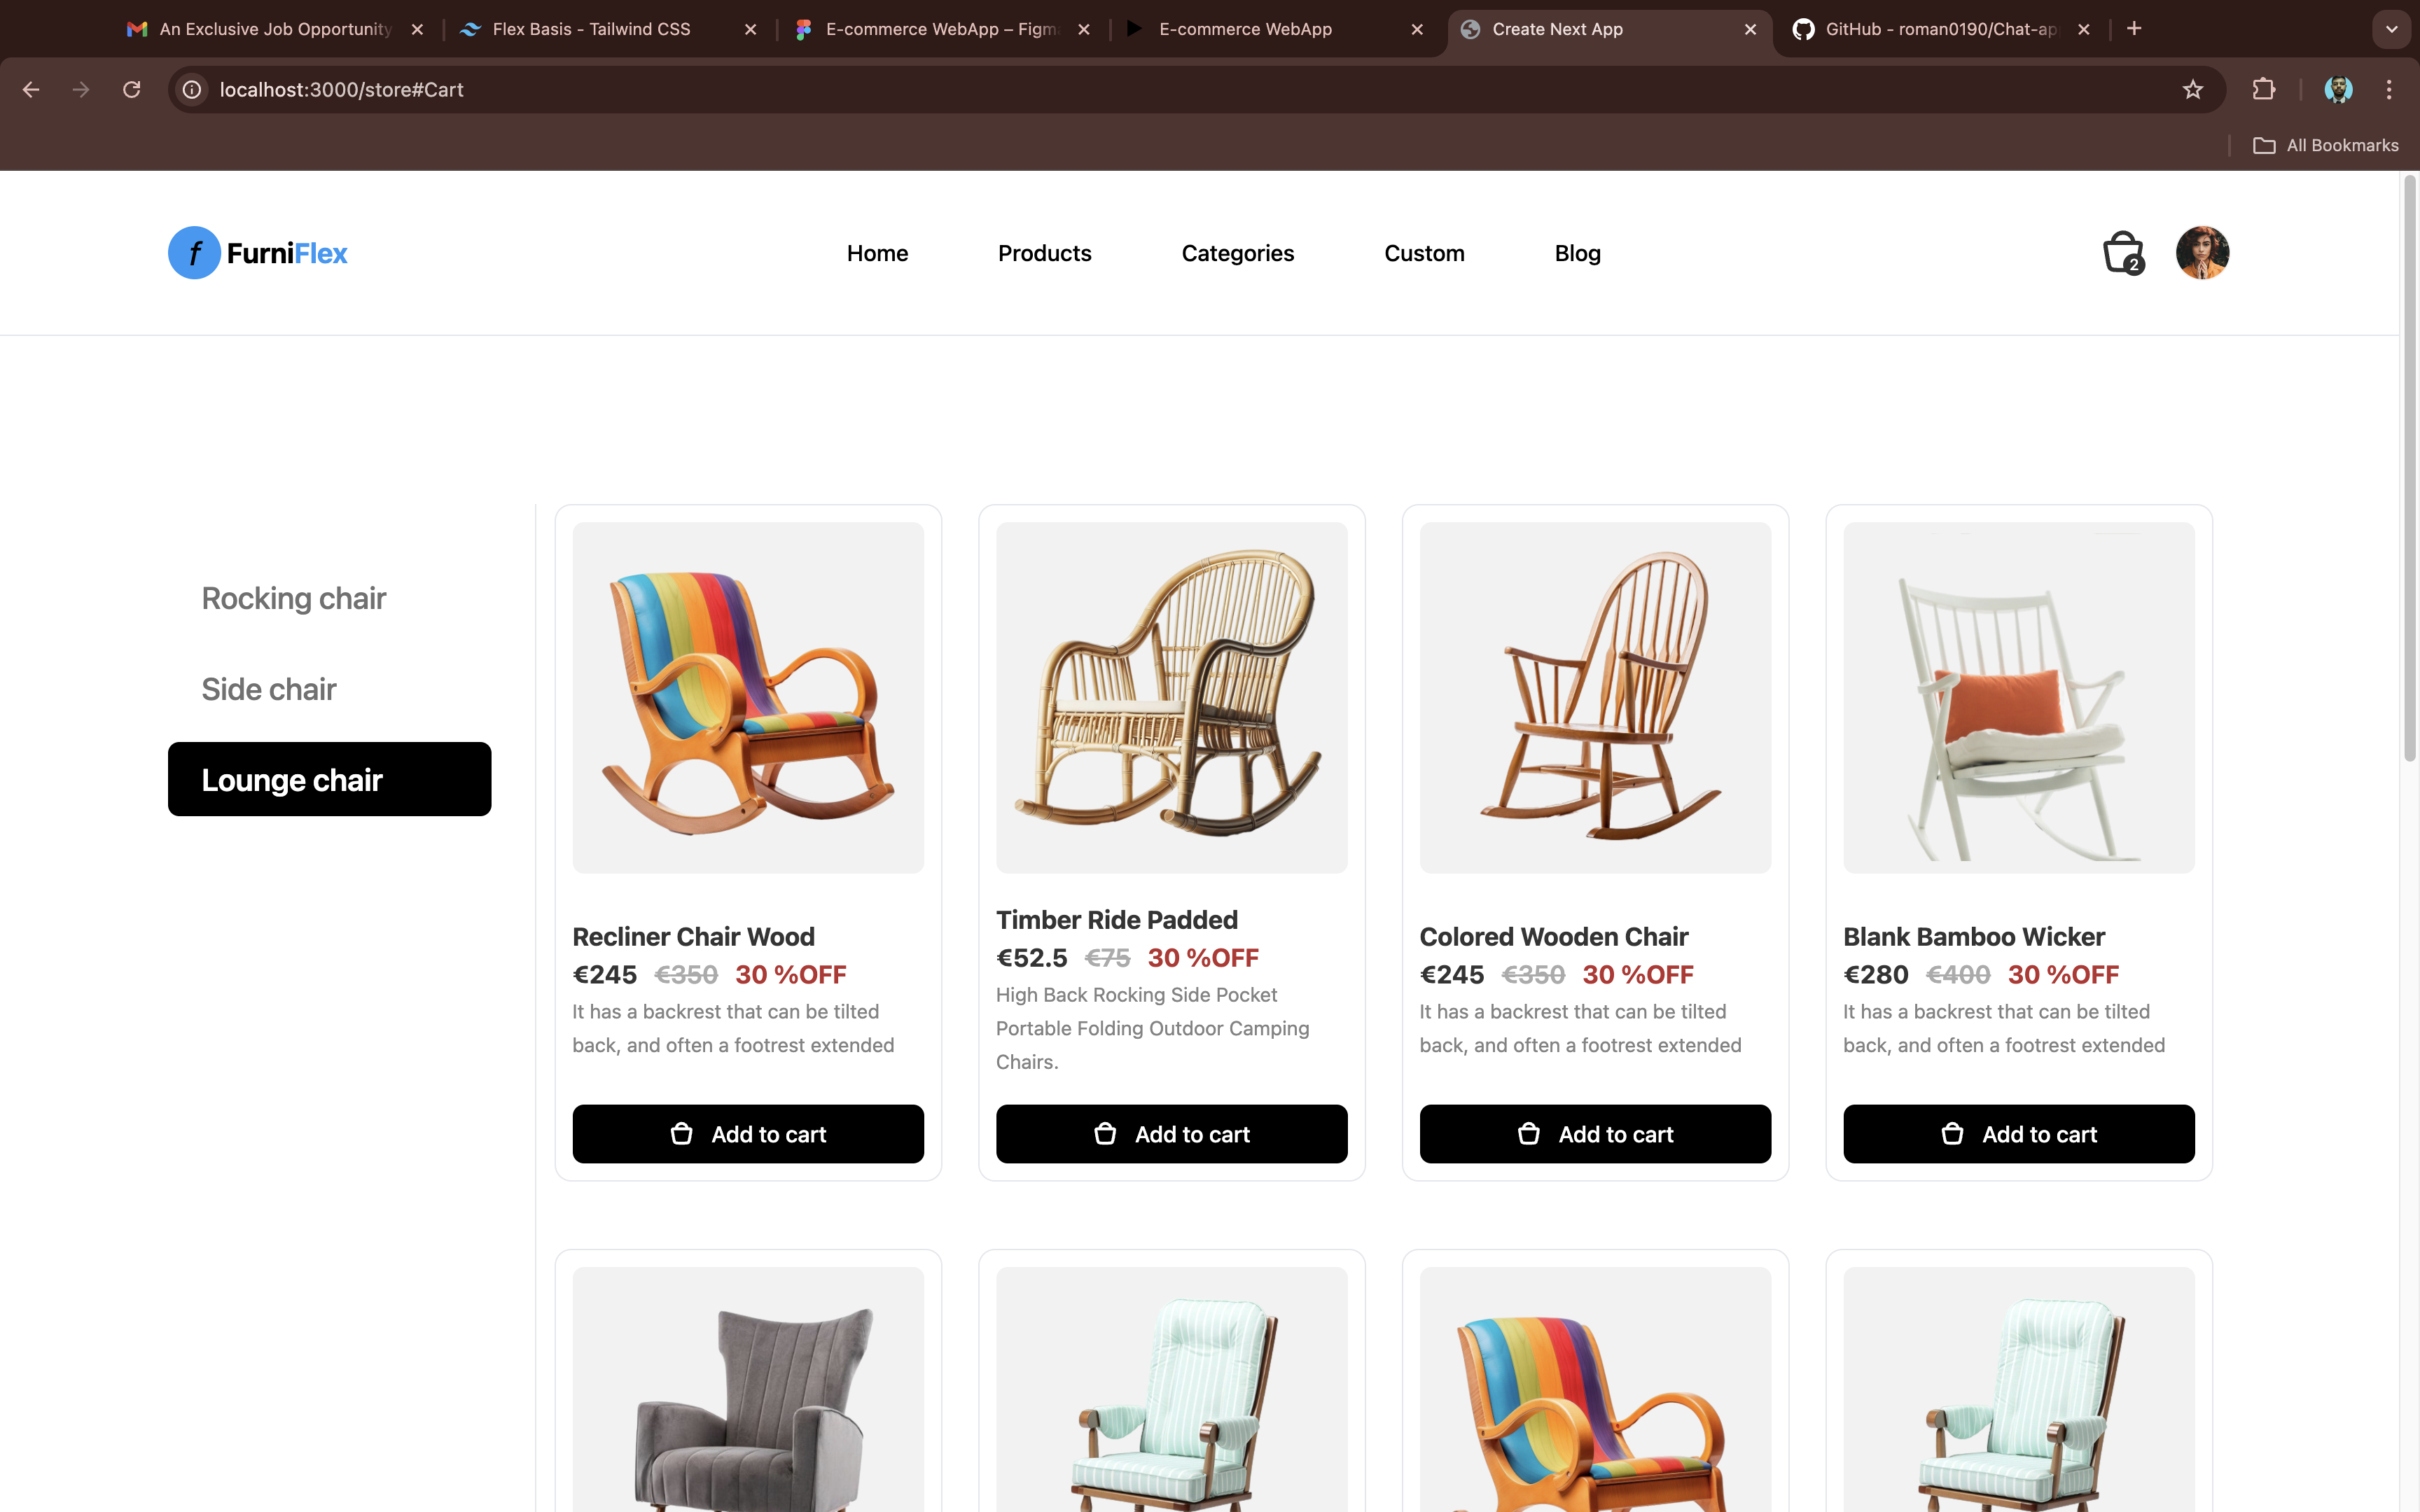 An Exclusive Job Opportunity
Flex Basis - Tailwind CSS
E-commerce WebApp – Figm
E-commerce WebApp
Create Next App
GitHub - roman0190/Chat-ap
localhost:3000/store#Cart
All Bookmarks
f FurniFlex
Home
Products
Categories
Custom
Blog
2
Rocking chair
Side chair
Lounge chair
Recliner Chair Wood
€245 €350 30 %OFF
It has a backrest that can be tilted
back, and often a footrest extended
Add to cart
Timber Ride Padded
€52.5 €75 30 %OFF
High Back Rocking Side Pocket
Portable Folding Outdoor Camping
Chairs.
Add to cart
Colored Wooden Chair
€245 €350 30 %OFF
It has a backrest that can be tilted
back, and often a footrest extended
Add to cart
Blank Bamboo Wicker
€280 €400 30 %OFF
It has a backrest that can be tilted
back, and often a footrest extended
Add to cart